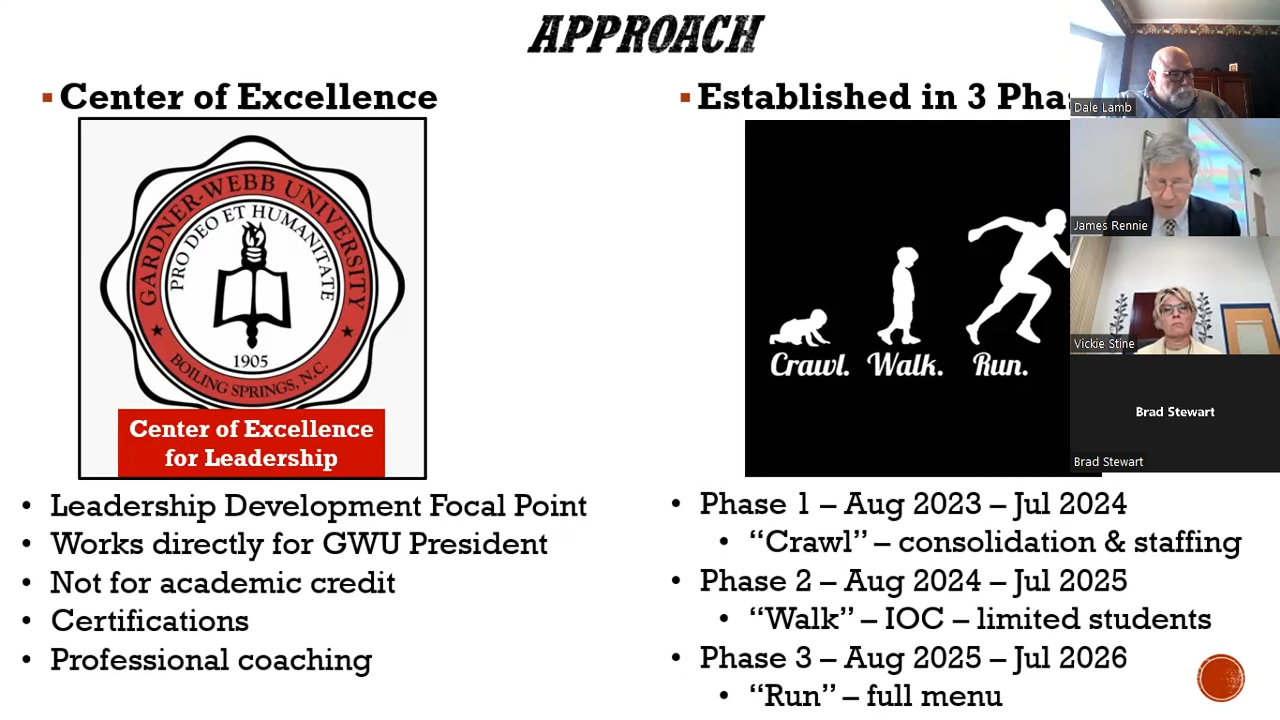 APPROACH
Center of Excellence
GARDNER-WEBB UNIVERSITY
PRO DEO ET HUMANITATE
1905
BOILING SPRINGS, N.C.
Center of Excellence
for Leadership
• Leadership Development Focal Point
• Works directly for GWU President
• Not for academic credit
• Certifications
• Professional coaching
Established in 3 Phas
Crawl. Walk. Run.
• Phase 1 – Aug 2023 – Jul 2024
• “Crawl” – consolidation & staffing
• Phase 2 – Aug 2024 – Jul 2025
• “Walk” – IOC – limited students
• Phase 3 – Aug 2025 – Jul 2026
• “Run” – full menu
Dale Lamb
James Rennie
Vickie Stine
Brad Stewart
Brad Stewart